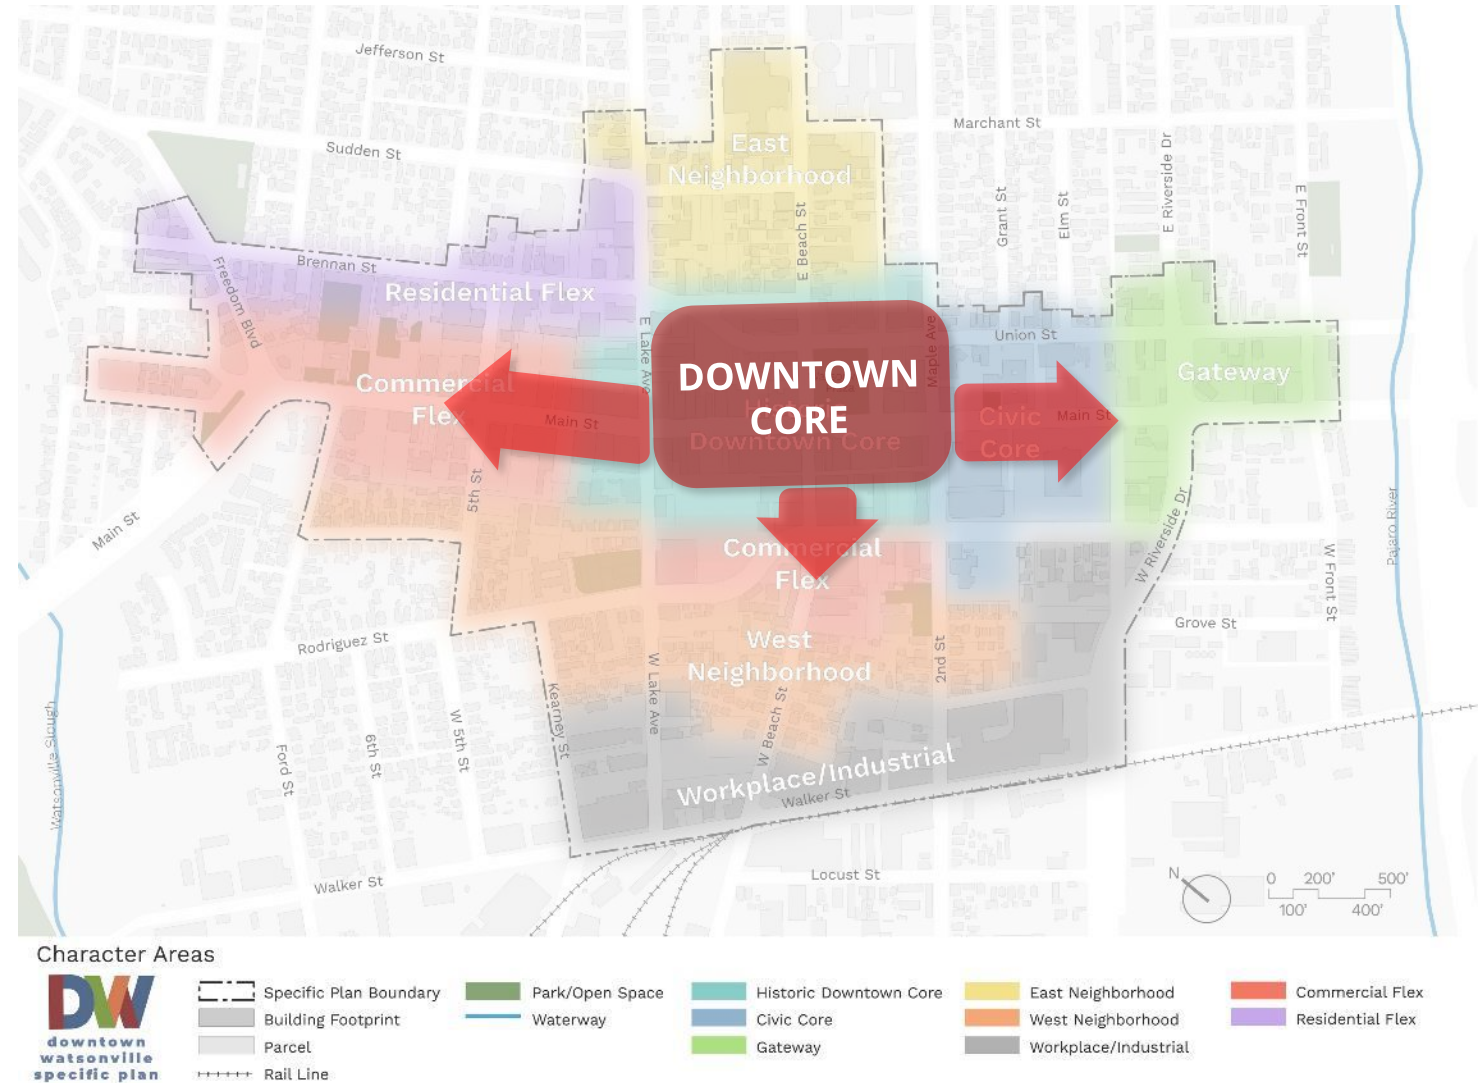 Jefferson St
Sudden St
Marchant St
East
Neighborhood
E Beach St
Grant St
Elm St
E Riverside Dr
E Front St
Brennan St
Freedom Blvd
Residential Flex
E Lake Ave
Maple Ave
Union St
Gateway
Commercial
Flex
DOWNTOWN
CORE
Historic
Downtown Core
Civic
Core
Main St
Main St
Main St
5th St
Commercial
Flex
West
Neighborhood
W Riverside Dr
Pajaro River
W Front St
Grove St
Rodriguez St
Kearney St
W Lake Ave
W Beach St
2nd St
Watsonville Slough
Ford St
6th St
W 5th St
Workplace/Industrial
Walker St
Walker St
Locust St
N
0 200' 500'
100' 400'
Character Areas
DW
downtown
watsonville
specific plan
Specific Plan Boundary
Building Footprint
Parcel
Rail Line
Park/Open Space
Waterway
Historic Downtown Core
Civic Core
Gateway
East Neighborhood
West Neighborhood
Workplace/Industrial
Commercial Flex
Residential Flex